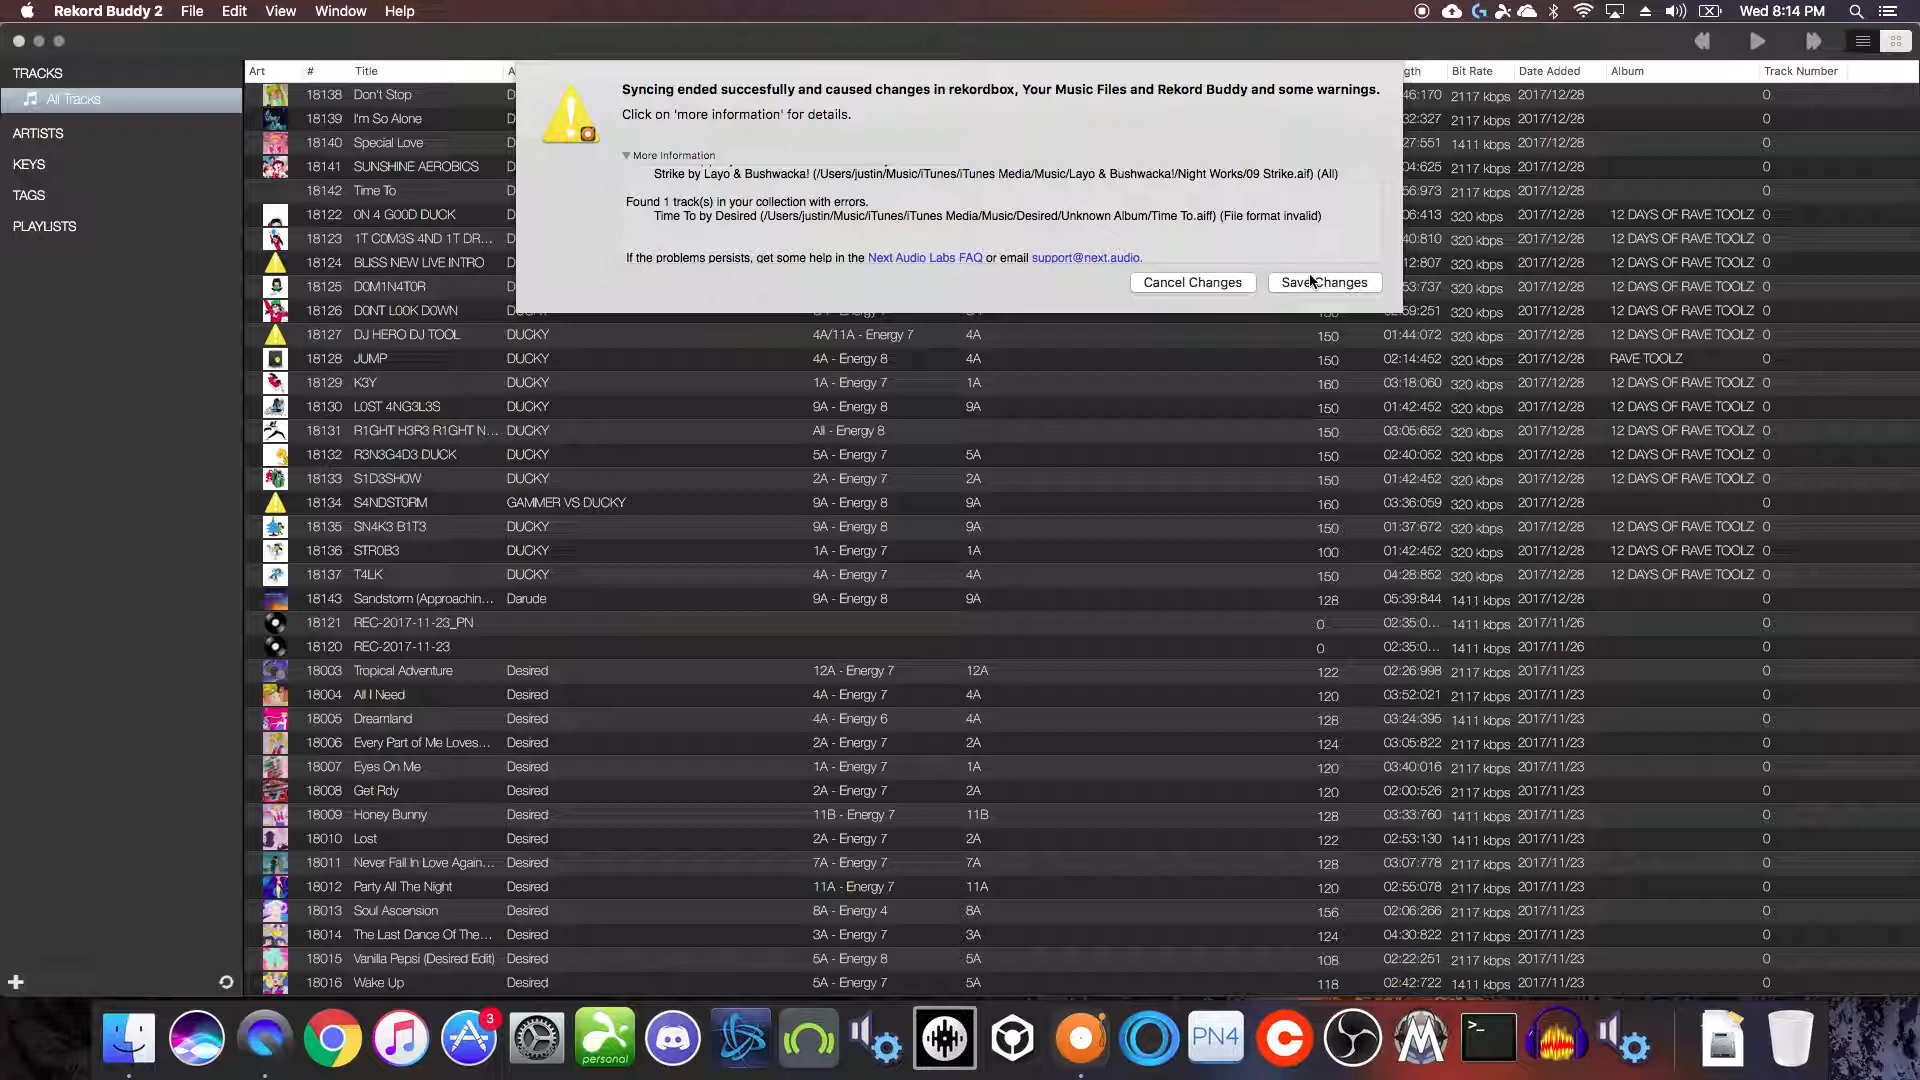 Rekord Buddy 2 File Edit View Window Help Wed 8:14 PM
TRACKS
All Tracks
ARTISTS
KEYS
TAGS
PLAYLISTS
Syncing ended succesfully and caused changes in rekordbox, Your Music Files and Rekord Buddy and some warnings.
Click on 'more information' for details.
More Information
Strike by Layo & Bushwacka! (/Users/justin/Music/iTunes/iTunes Media/Music/Layo & Bushwacka!/Night Works/09 Strike.aif) (All)
Found 1 track(s) in your collection with errors.
Time To by Desired (/Users/justin/Music/iTunes/iTunes Media/Music/Desired/Unknown Album/Time To.aiff) (File format invalid)
If the problems persists, get some help in the Next Audio Labs FAQ or email support@next.audio.
Cancel Changes Save Changes
Art # Title A gth Bit Rate Date Added Album Track Number
18138 Don't Stop D 46:170 2117 kbps 2017/12/28 0
18139 I'm So Alone D 32:327 2117 kbps 2017/12/28 0
18140 Special Love D 27:551 1411 kbps 2017/12/28 0
18141 SUNSHINE AEROBICS D 04:625 2117 kbps 2017/12/28 0
18142 Time To D 56:973 2117 kbps 2017/12/28 0
18122 0N 4 G00D DUCK D 06:413 320 kbps 2017/12/28 12 DAYS OF RAVE TOOLZ 0
18123 1T C0M3S 4ND 1T DR... D 40:810 320 kbps 2017/12/28 12 DAYS OF RAVE TOOLZ 0
18124 BLISS NEW LIVE INTRO D 12:807 320 kbps 2017/12/28 12 DAYS OF RAVE TOOLZ 0
18125 D0M1N4T0R D 53:737 320 kbps 2017/12/28 12 DAYS OF RAVE TOOLZ 0
18126 D0NT L00K D0WN 59:251 320 kbps 2017/12/28 12 DAYS OF RAVE TOOLZ 0
18127 DJ HERO DJ TOOL DUCKY 4A/11A - Energy 7 4A 150 01:44:072 320 kbps 2017/12/28 12 DAYS OF RAVE TOOLZ 0
18128 JUMP DUCKY 4A - Energy 8 4A 150 02:14:452 320 kbps 2017/12/28 RAVE TOOLZ 0
18129 K3Y DUCKY 1A - Energy 7 1A 160 03:18:060 320 kbps 2017/12/28 12 DAYS OF RAVE TOOLZ 0
18130 L0ST 4NG3L3S DUCKY 9A - Energy 8 9A 150 01:42:452 320 kbps 2017/12/28 12 DAYS OF RAVE TOOLZ 0
18131 R1GHT H3R3 R1GHT N... DUCKY All - Energy 8 150 03:05:652 320 kbps 2017/12/28 12 DAYS OF RAVE TOOLZ 0
18132 R3N3G4D3 DUCK DUCKY 5A - Energy 7 5A 150 02:40:052 320 kbps 2017/12/28 12 DAYS OF RAVE TOOLZ 0
18133 S1D3SH0W DUCKY 2A - Energy 7 2A 150 01:42:452 320 kbps 2017/12/28 12 DAYS OF RAVE TOOLZ 0
18134 S4NDST0RM GAMMER VS DUCKY 9A - Energy 8 9A 160 03:36:059 320 kbps 2017/12/28 0
18135 SN4K3 B1T3 DUCKY 9A - Energy 8 9A 150 01:37:672 320 kbps 2017/12/28 12 DAYS OF RAVE TOOLZ 0
18136 STR0B3 DUCKY 1A - Energy 7 1A 100 01:42:452 320 kbps 2017/12/28 12 DAYS OF RAVE TOOLZ 0
18137 T4LK DUCKY 4A - Energy 7 4A 150 04:28:852 320 kbps 2017/12/28 12 DAYS OF RAVE TOOLZ 0
18143 Sandstorm (Approachin... Darude 9A - Energy 8 9A 128 05:39:844 1411 kbps 2017/12/28 0
18121 REC-2017-11-23_PN 0 02:35:0... 1411 kbps 2017/11/26 0
18120 REC-2017-11-23 0 02:35:0... 1411 kbps 2017/11/26 0
18003 Tropical Adventure Desired 12A - Energy 7 12A 122 02:26:998 2117 kbps 2017/11/23 0
18004 All I Need Desired 4A - Energy 7 4A 120 03:52:021 2117 kbps 2017/11/23 0
18005 Dreamland Desired 4A - Energy 6 4A 128 03:24:395 1411 kbps 2017/11/23 0
18006 Every Part of Me Loves... Desired 2A - Energy 7 2A 124 03:05:822 2117 kbps 2017/11/23 0
18007 Eyes On Me Desired 1A - Energy 7 1A 120 03:40:016 2117 kbps 2017/11/23 0
18008 Get Rdy Desired 2A - Energy 7 2A 120 02:00:526 2117 kbps 2017/11/23 0
18009 Honey Bunny Desired 11B - Energy 7 11B 128 03:33:760 1411 kbps 2017/11/23 0
18010 Lost Desired 2A - Energy 7 2A 122 02:53:130 1411 kbps 2017/11/23 0
18011 Never Fall In Love Again... Desired 7A - Energy 7 7A 128 03:07:778 2117 kbps 2017/11/23 0
18012 Party All The Night Desired 11A - Energy 7 11A 120 02:55:078 2117 kbps 2017/11/23 0
18013 Soul Ascension Desired 8A - Energy 4 8A 156 02:06:266 2117 kbps 2017/11/23 0
18014 The Last Dance Of The... Desired 3A - Energy 7 3A 124 04:30:822 2117 kbps 2017/11/23 0
18015 Vanilla Pepsi (Desired Edit) Desired 5A - Energy 8 5A 108 02:22:251 2117 kbps 2017/11/23 0
18016 Wake Up Desired 5A - Energy 7 5A 118 02:42:722 2117 kbps 2017/11/23 0
3
personal
PN4